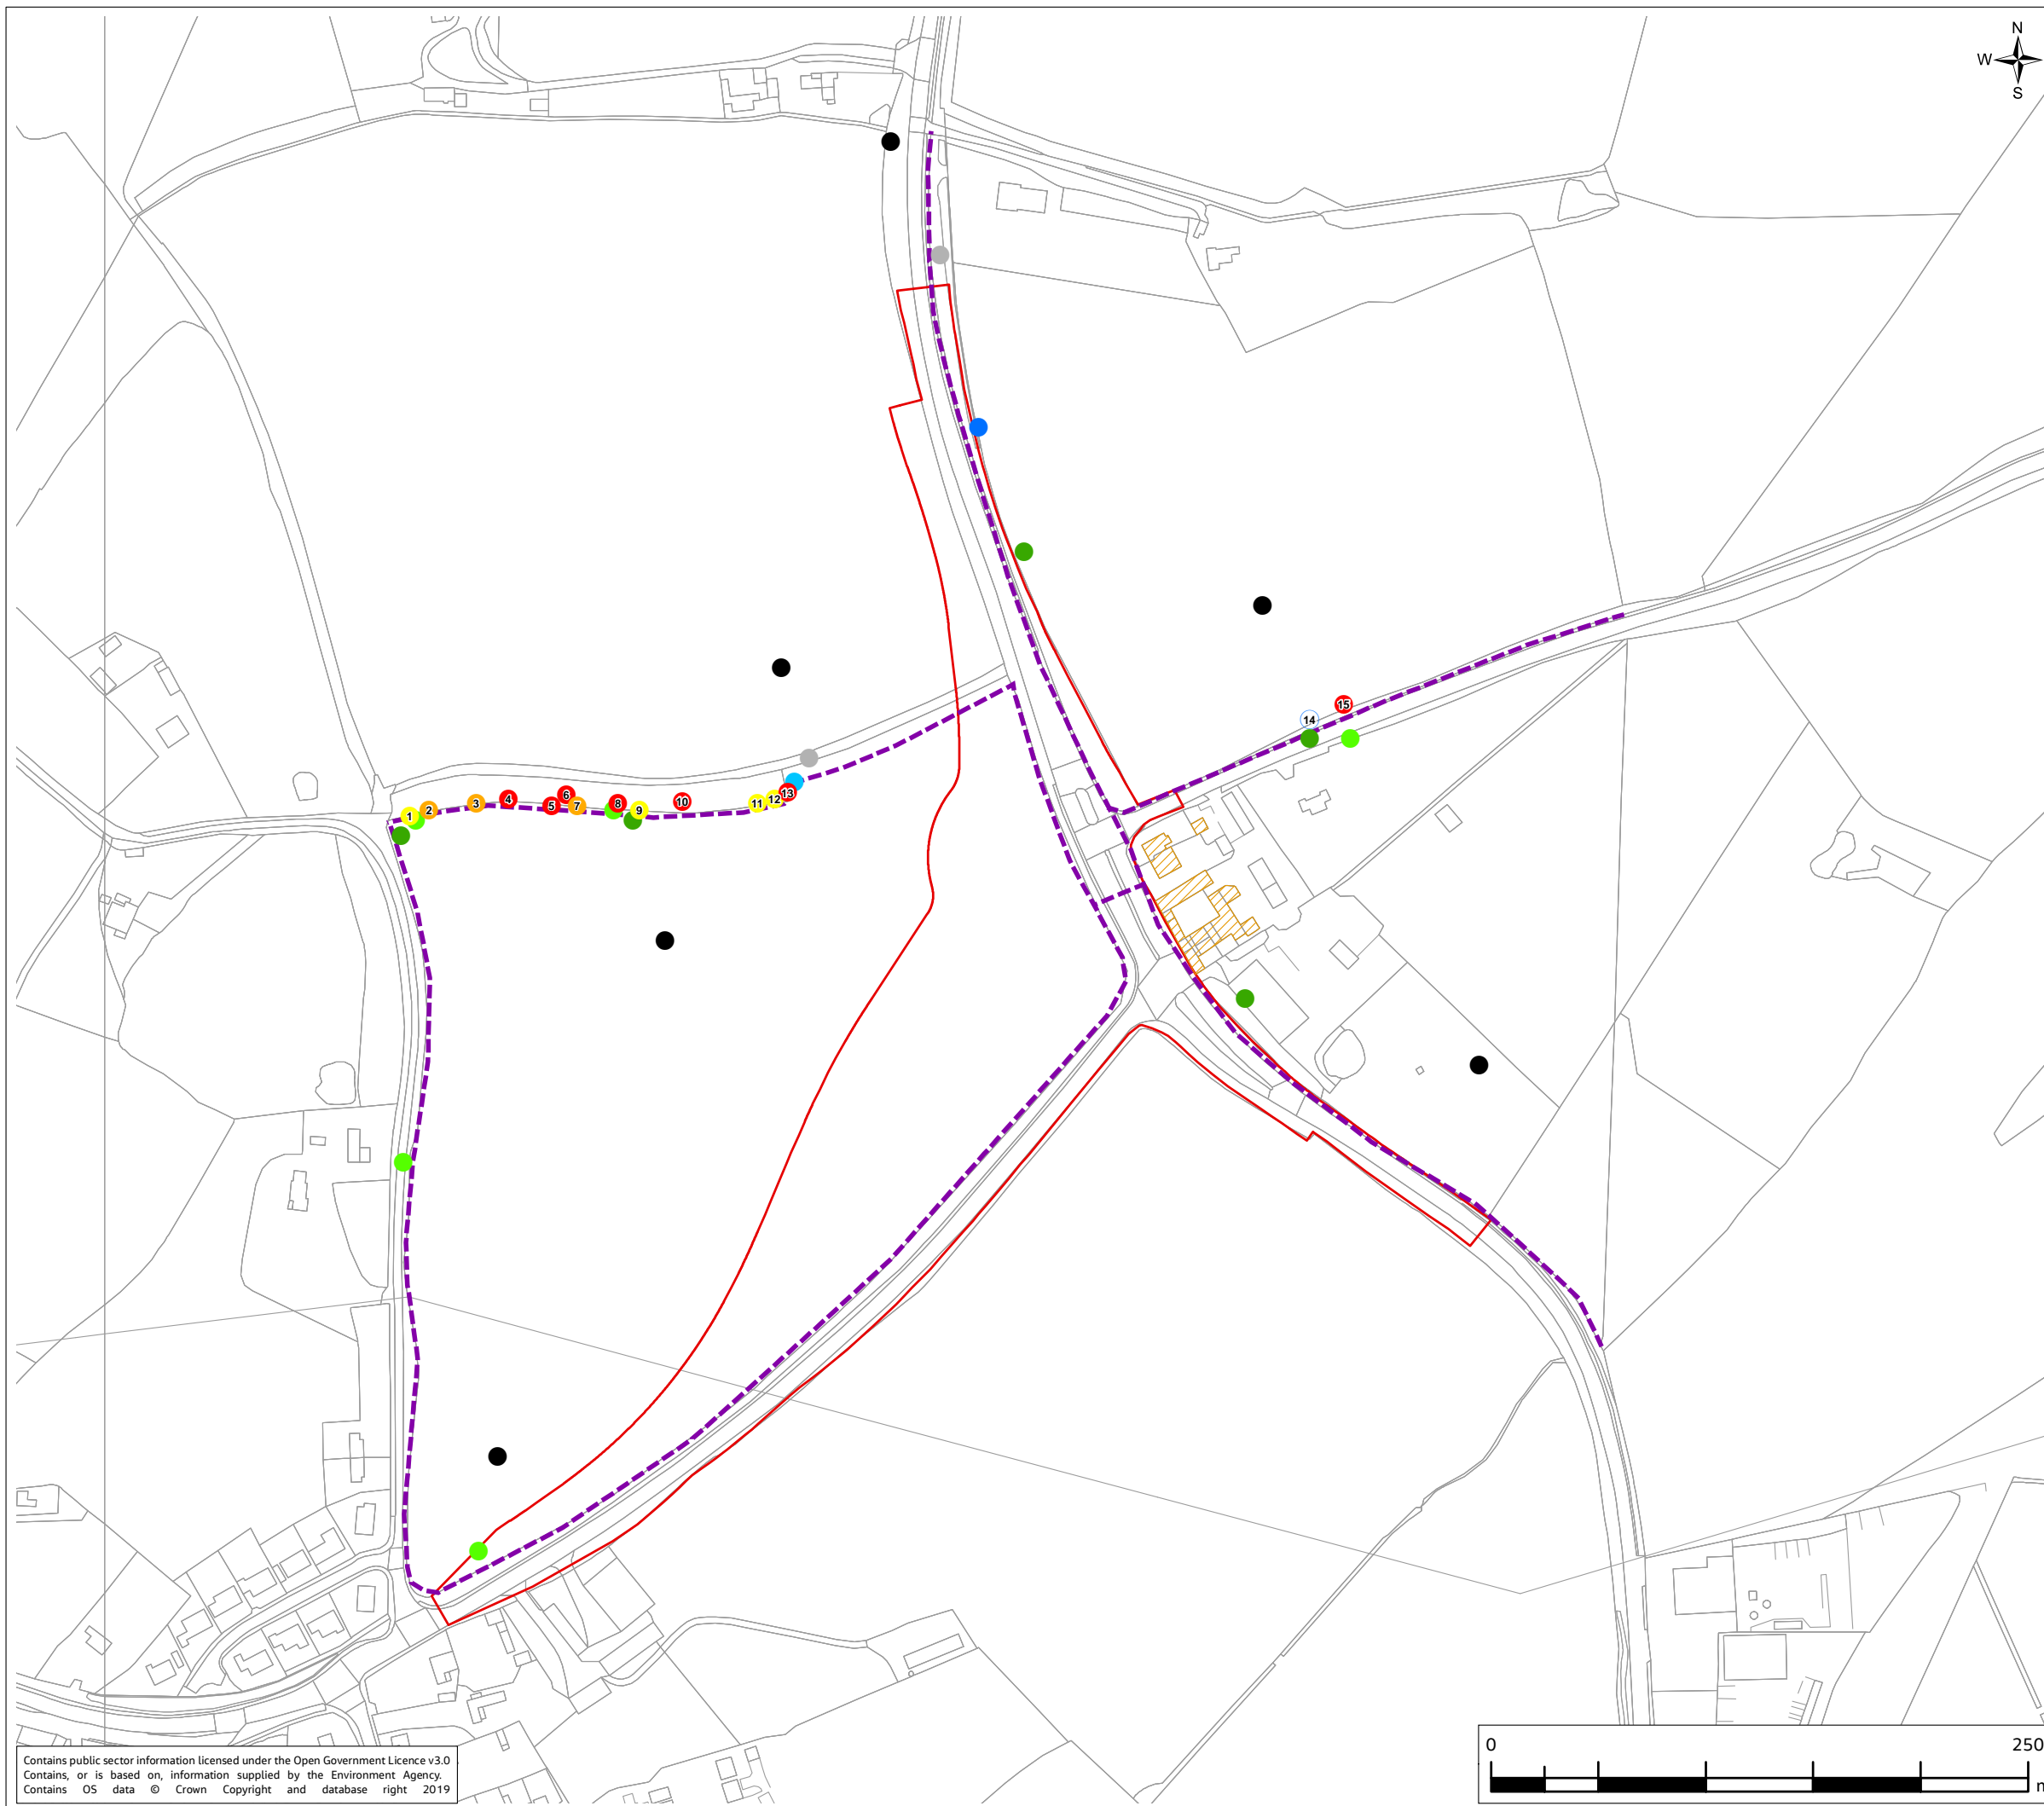 N
W
S
15
14
6
4
10
13
12
3
8
11
5
7
2
9
1
0
250
Contains public sector information licensed under the Open Government Licence v3.0
Contains, or is based on, information supplied by the Environment Agency.
Contains OS data © Crown Copyright and database right 2019